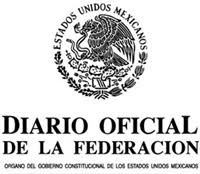 ESTADOS UNIDOS MEXICANOS
DIARIO OFICIAL
DE LA FEDERACION
ORGANO DEL GOBIERNO CONSTITUCIONAL DE LOS ESTADOS UNIDOS MEXICANOS